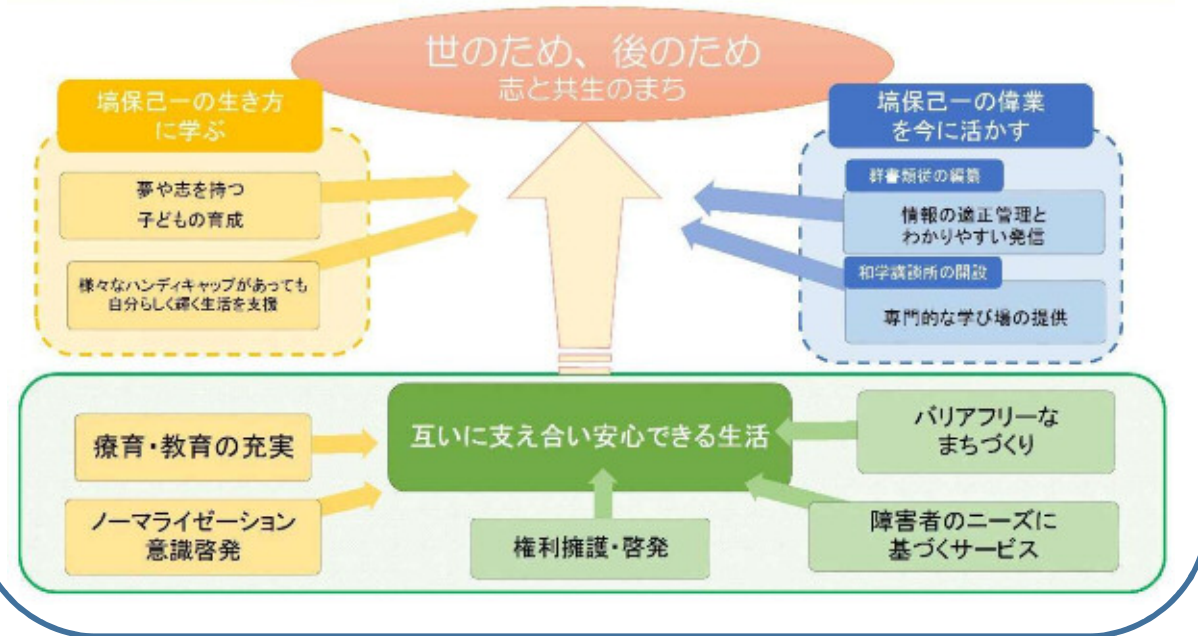 世のため、後のため
志と共生のまち
塙保己一の生き方
に学ぶ
夢や志を持つ
子どもの育成
様々なハンディキャップがあっても
自分らしく輝く生活を支援
塙保己一の偉業
を今に活かす
群書類従の編纂
情報の適正管理と
わかりやすい発信
和学講談所の開設
専門的な学び場の提供
互いに支え合い安心できる生活
療育・教育の充実
ノーマライゼーション
意識啓発
権利擁護・啓発
バリアフリーな
まちづくり
障害者のニーズに
基づくサービス